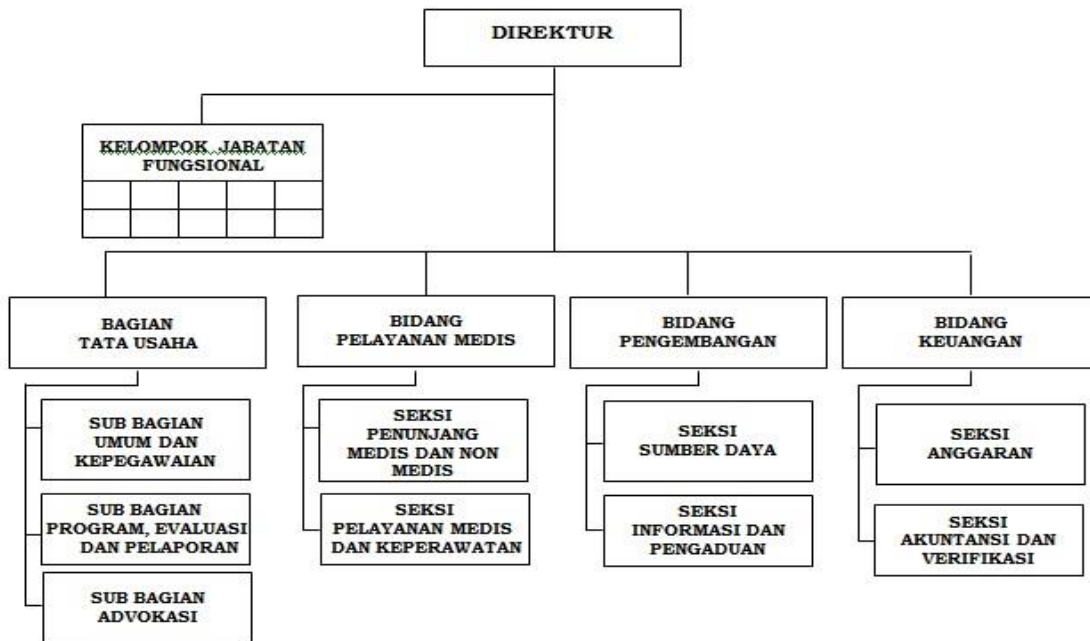 DIREKTUR
KELOMPOK JABATAN
FUNGSIONAL
BAGIAN
TATA USAHA
BIDANG
PELAYANAN MEDIS
BIDANG
PENGEMBANGAN
BIDANG
KEUANGAN
SUB BAGIAN
UMUM DAN
KEPEGAWAIAN
SUB BAGIAN
PROGRAM, EVALUASI
DAN PELAPORAN
SUB BAGIAN
ADVOKASI
SEKSI
PENUNJANG
MEDIS DAN NON
MEDIS
SEKSI
PELAYANAN MEDIS
DAN KEPERAWATAN
SEKSI
SUMBER DAYA
SEKSI
INFORMASI DAN
PENGADUAN
SEKSI
ANGGARAN
SEKSI
AKUNTANSI DAN
VERIFIKASI